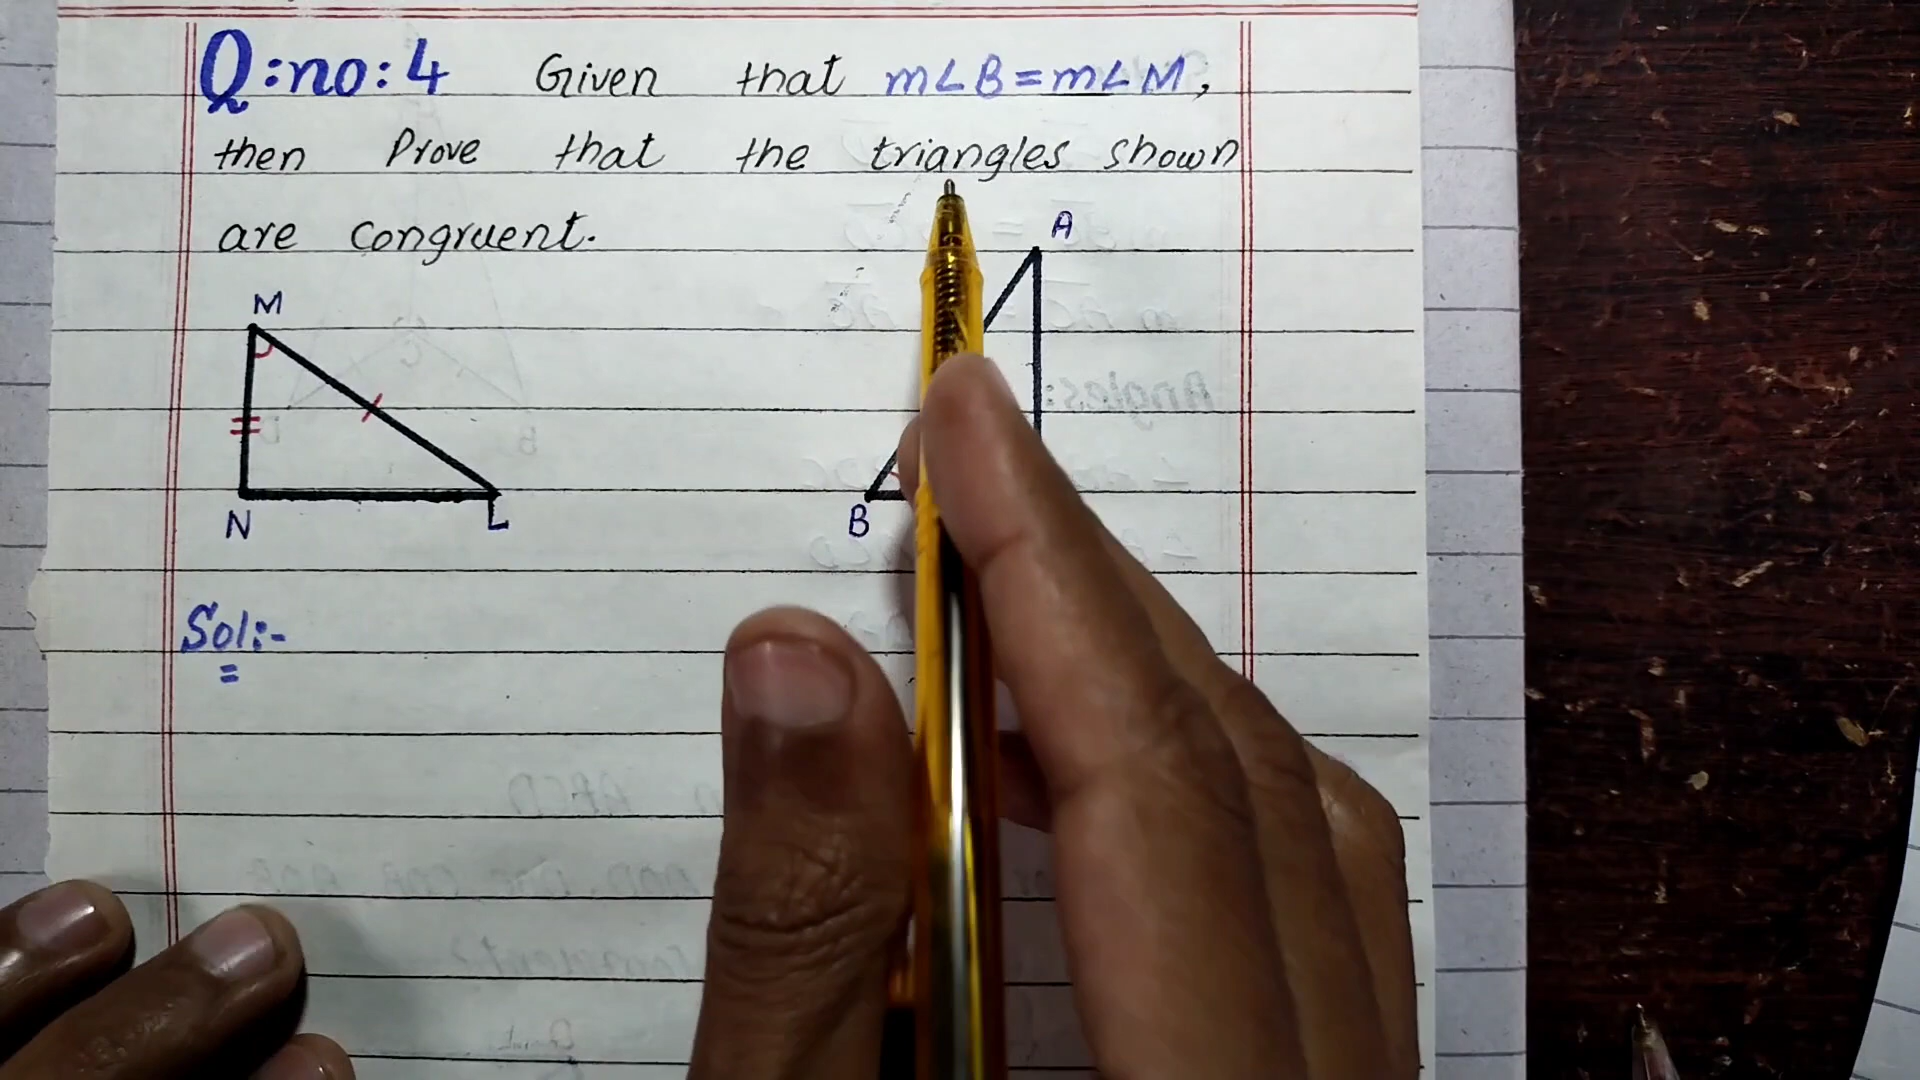 Q:no:4 Given that m∠B=m∠M,
then Prove that the triangles shown
are congruent.
A
M
N
L
B
Sol:-